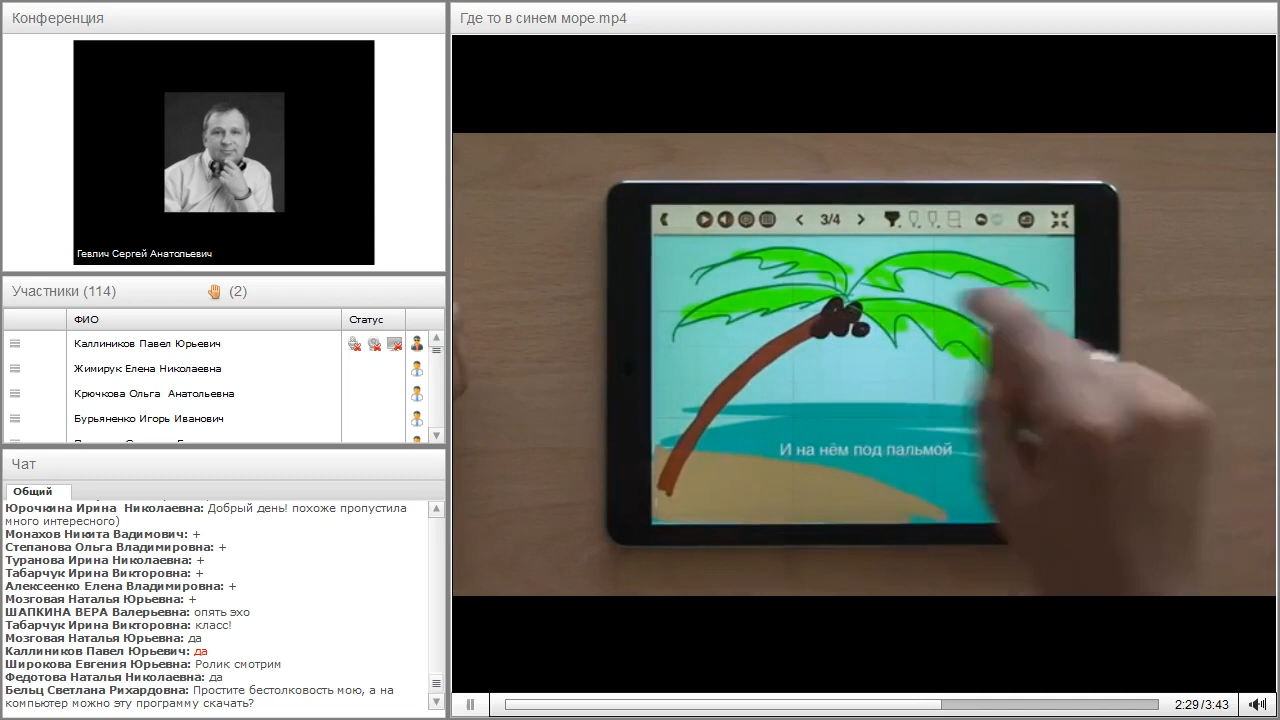 Конференция
Гевлич Сергей Анатольевич
Участники (114)
(2)
ФИО
Статус
Каллиников Павел Юрьевич
Жимирук Елена Николаевна
Крючкова Ольга Анатольевна
Бурьяненко Игорь Иванович
Чат
Общий
Юрочкина Ирина Николаевна: Добрый день! похоже пропустила
много интересного)
Монахов Никита Вадимович: +
Степанова Ольга Владимировна: +
Туранова Ирина Николаевна: +
Табарчук Ирина Викторовна: +
Алексеенко Елена Владимировна: +
Мозговая Наталья Юрьевна: +
ШАПКИНА ВЕРА Валерьевна: опять эхо
Табарчук Ирина Викторовна: класс!
Мозговая Наталья Юрьевна: да
Каллиников Павел Юрьевич: да
Широкова Евгения Юрьевна: Ролик смотрим
Федотова Наталья Николаевна: да
Бельц Светлана Рихардовна: Простите бестолковость мою, а на
компьютер можно эту программу скачать?
Где то в синем море.mp4
3/4
И на нём под пальмой
2:29/3:43